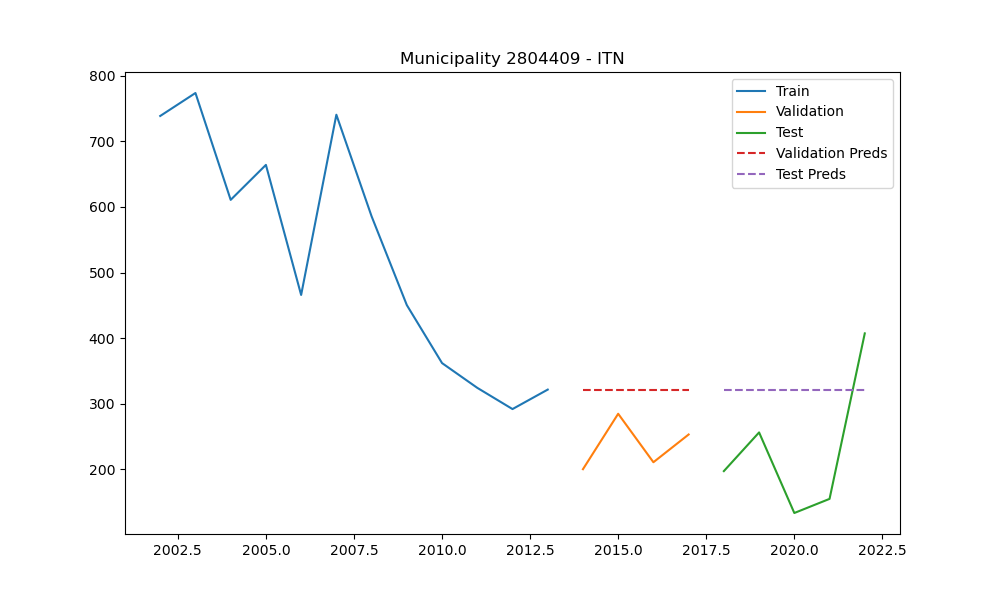 Municipality 2804409 - ITN
800
700
600
500
400
300
200
Train
Validation
Test
Validation Preds
Test Preds
2002.5 2005.0 2007.5 2010.0 2012.5 2015.0 2017.5 2020.0 2022.5